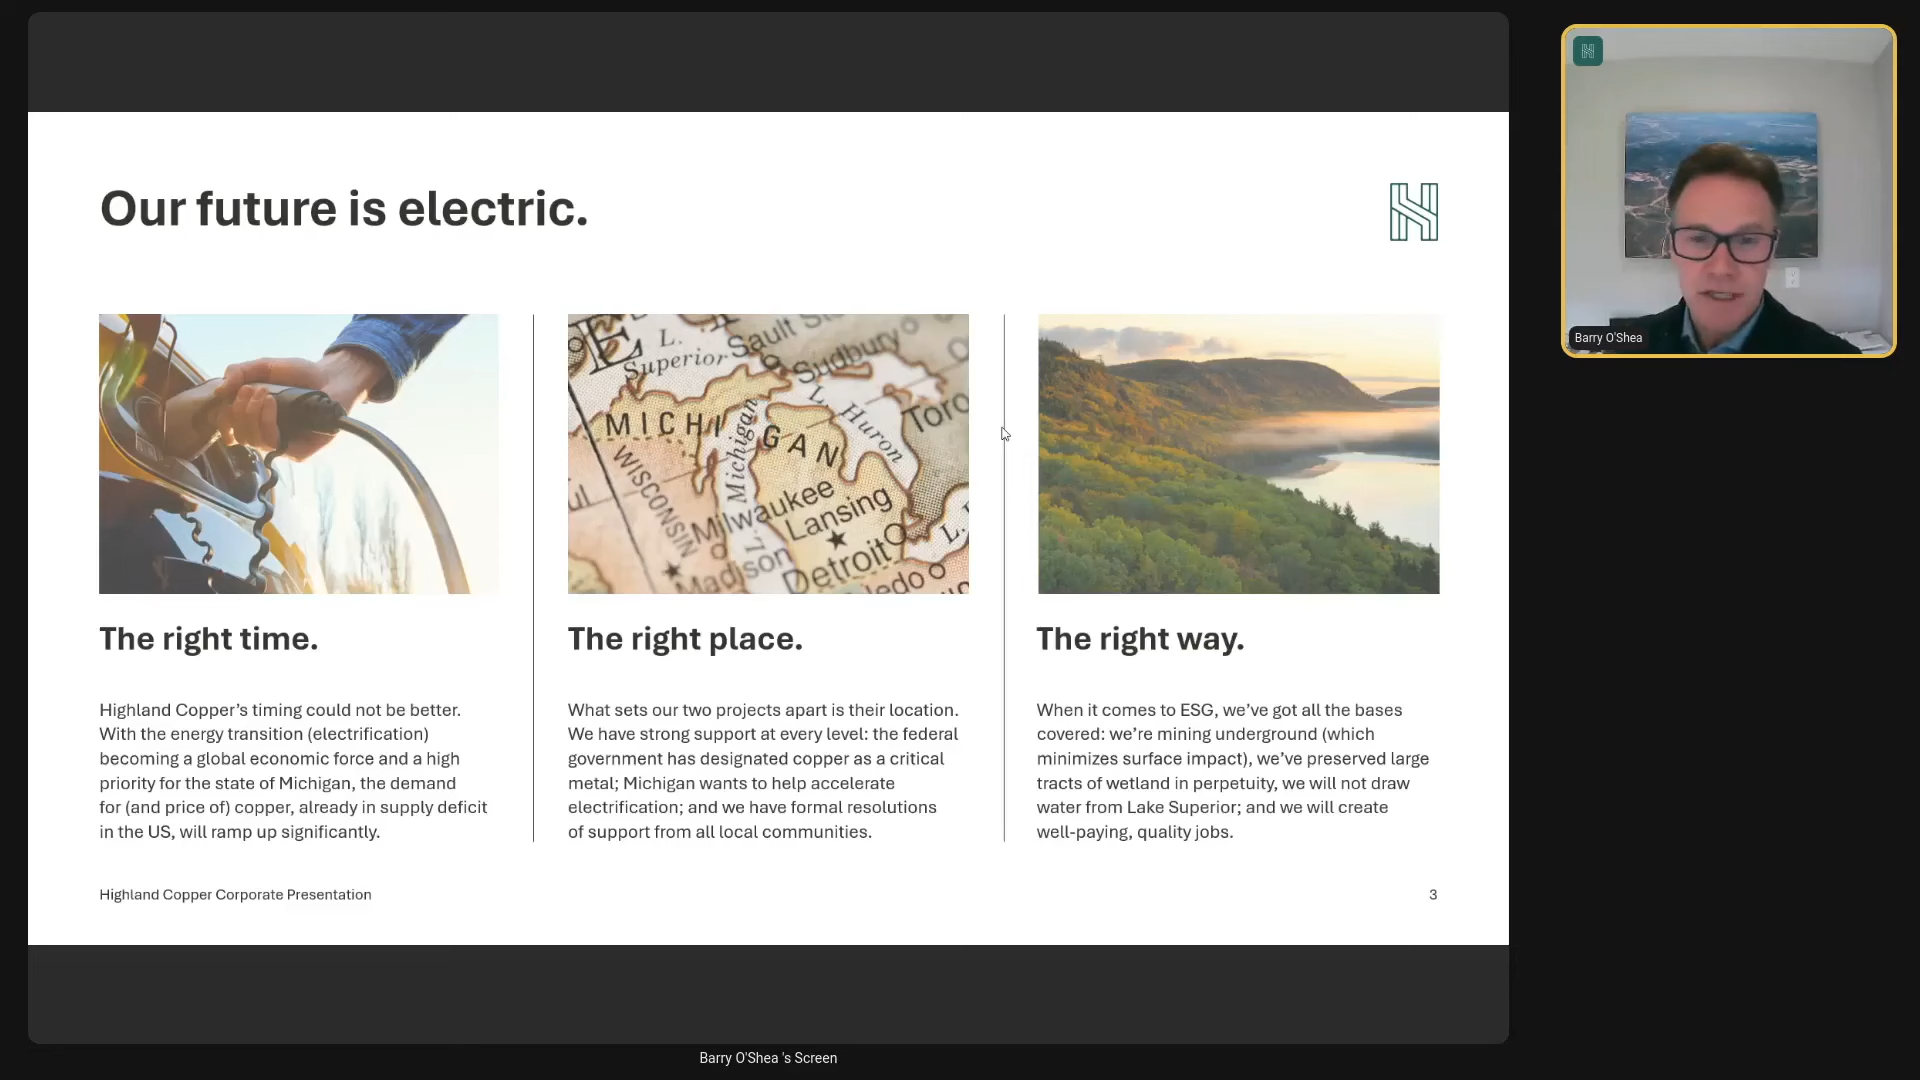 Our future is electric.
E
L.
Superior
Sault
Sudbury
MICHIGAN
Michigan
L. Huron
Toro
WISCONSIN
Milwaukee
Lansing
Madison
Detroit
L.
ledo
The right time.
Highland Copper’s timing could not be better.
With the energy transition (electrification)
becoming a global economic force and a high
priority for the state of Michigan, the demand
for (and price of) copper, already in supply deficit
in the US, will ramp up significantly.
The right place.
What sets our two projects apart is their location.
We have strong support at every level: the federal
government has designated copper as a critical
metal; Michigan wants to help accelerate
electrification; and we have formal resolutions
of support from all local communities.
The right way.
When it comes to ESG, we’ve got all the bases
covered: we’re mining underground (which
minimizes surface impact), we’ve preserved large
tracts of wetland in perpetuity, we will not draw
water from Lake Superior; and we will create
well-paying, quality jobs.
Highland Copper Corporate Presentation
3
Barry O'Shea
Barry O'Shea 's Screen